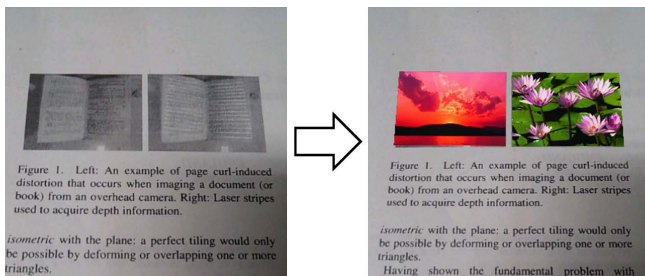 Figure 1. Left: An example of page curl-induced
distortion that occurs when imaging a document (or
book) from an overhead camera. Right: Laser stripes
used to acquire depth information.
isometric with the plane: a perfect tiling would only
be possible by deforming or overlapping one or more
triangles.
Figure 1. Left: An example of page curl-induced
distortion that occurs when imaging a document (or
book) from an overhead camera. Right: Laser stripes
used to acquire depth information.
isometric with the plane: a perfect tiling would only
be possible by deforming or overlapping one or more
triangles.
Having shown the fundamental problem with